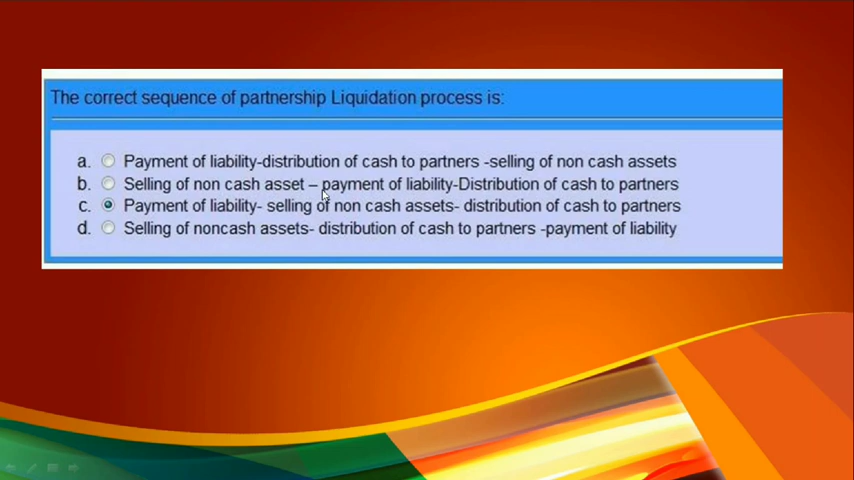 The correct sequence of partnership Liquidation process is:
a. Payment of liability-distribution of cash to partners -selling of non cash assets
b. Selling of non cash asset – payment of liability-Distribution of cash to partners
c. Payment of liability- selling of non cash assets- distribution of cash to partners
d. Selling of noncash assets- distribution of cash to partners -payment of liability